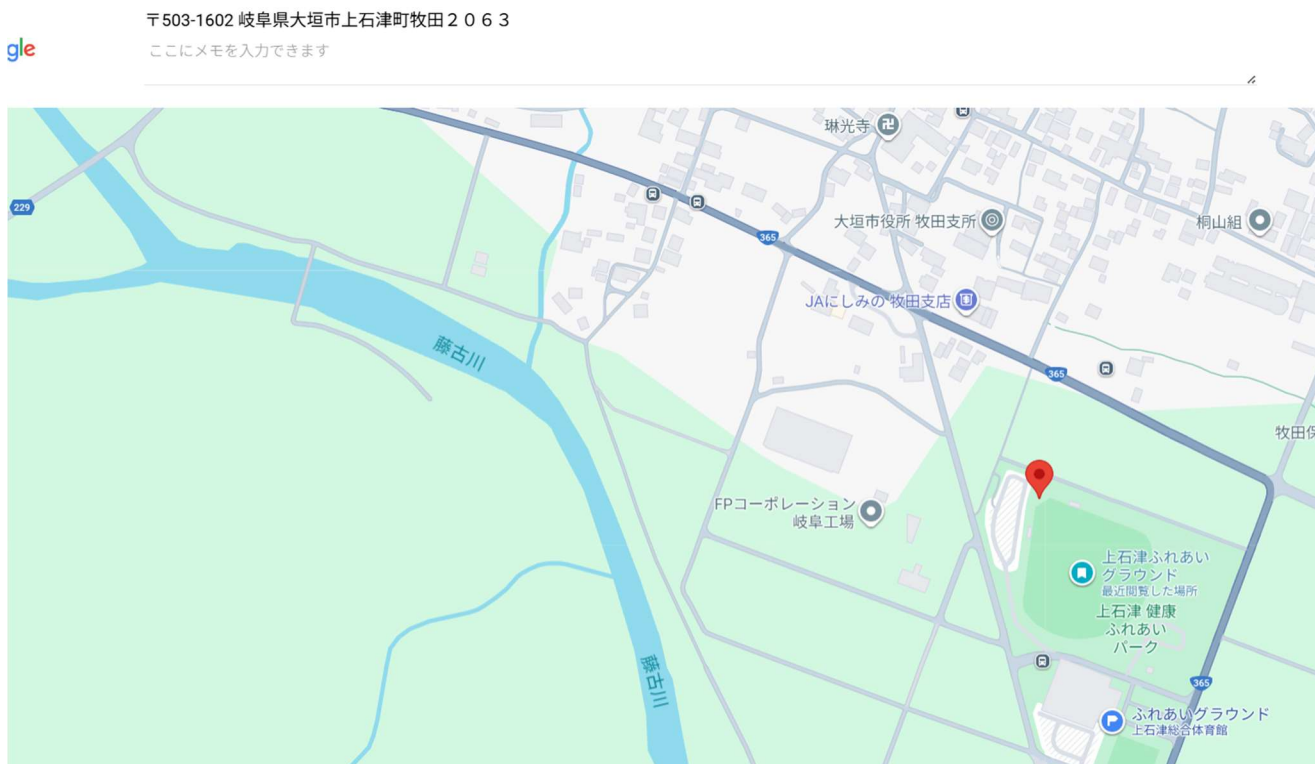 〒503-1602 岐阜県大垣市上石津町牧田２０６３
gle
ここにメモを入力できます
琳光寺
229
大垣市役所 牧田支所
桐山組
365
JAにしみの 牧田支店
藤古川
365
牧田保
FPコーポレーション
岐阜工場
上石津ふれあい
グラウンド
最近閲覧した場所
上石津 健康
ふれあい
パーク
藤古川
365
ふれあいグラウンド
上石津総合体育館